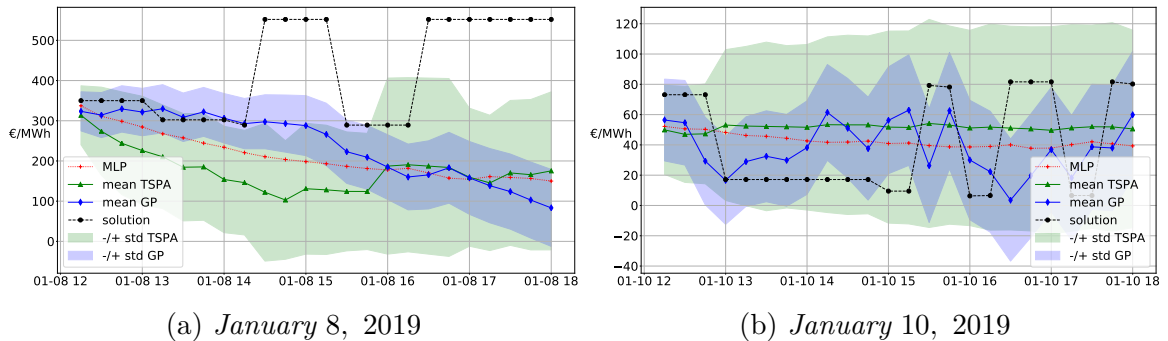 500
400
300
€/MWh
200
100
0
MLP
mean TSPA
mean GP
solution
-/+ std TSPA
-/+ std GP
01-08 12 01-08 13 01-08 14 01-08 15 01-08 16 01-08 17 01-08 18
(a) January 8, 2019
120
100
80
60
€/MWh
40
20
0
−20
−40
MLP
mean TSPA
mean GP
solution
-/+ std TSPA
-/+ std GP
01-10 12 01-10 13 01-10 14 01-10 15 01-10 16 01-10 17 01-10 18
(b) January 10, 2019